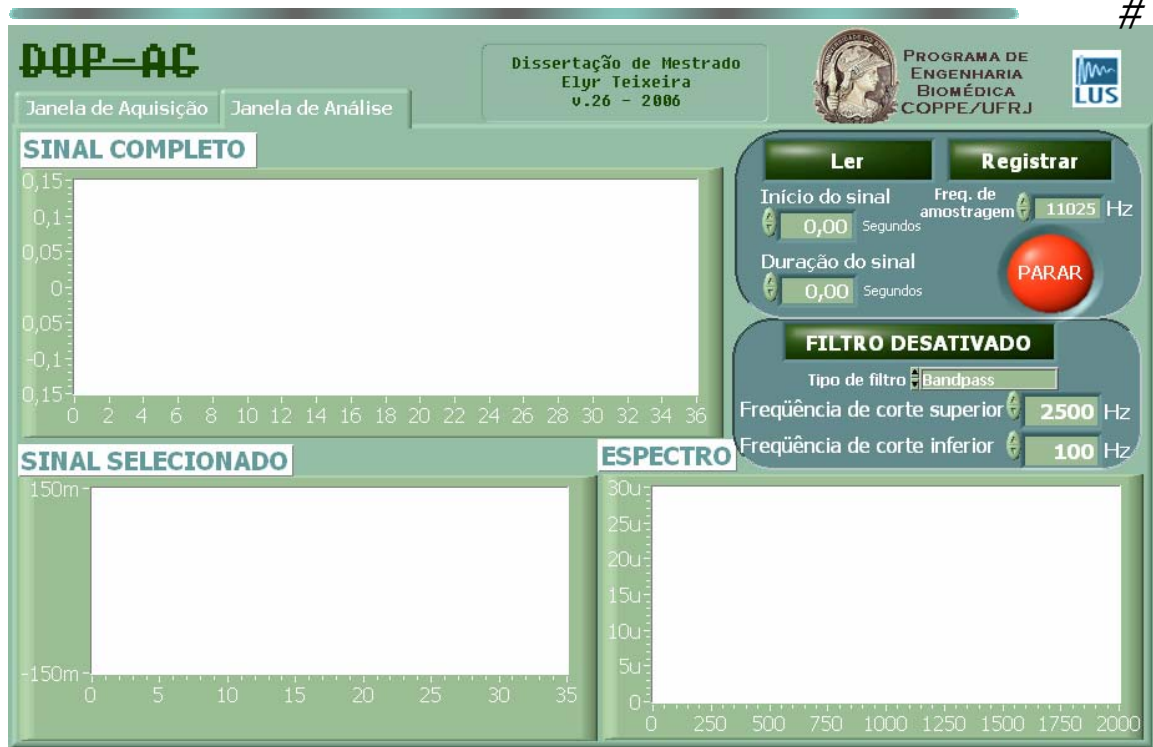 #
DOP-AC
Dissertação de Mestrado
Elyr Teixeira
v.26 - 2006
PROGRAMA DE
ENGENHARIA
BIOMÉDICA
COPPE/UFRJ
LUS
Janela de Aquisição
Janela de Análise
SINAL COMPLETO
0,15
0,1
0,05
0
0,05
-0,1
0,15
0 2 4 6 8 10 12 14 16 18 20 22 24 26 28 30 32 34 36
Ler
Registrar
Início do sinal
0,00 Segundos
Freq. de
amostragem 11025 Hz
Duração do sinal
0,00 Segundos
PARAR
FILTRO DESATIVADO
Tipo de filtro Bandpass
Freqüência de corte superior 2500 Hz
Freqüência de corte inferior 100 Hz
SINAL SELECIONADO
150m
-150m
0 5 10 15 20 25 30 35
ESPECTRO
30u
25u
20u
15u
10u
5u
0
0 250 500 750 1000 1250 1500 1750 2000